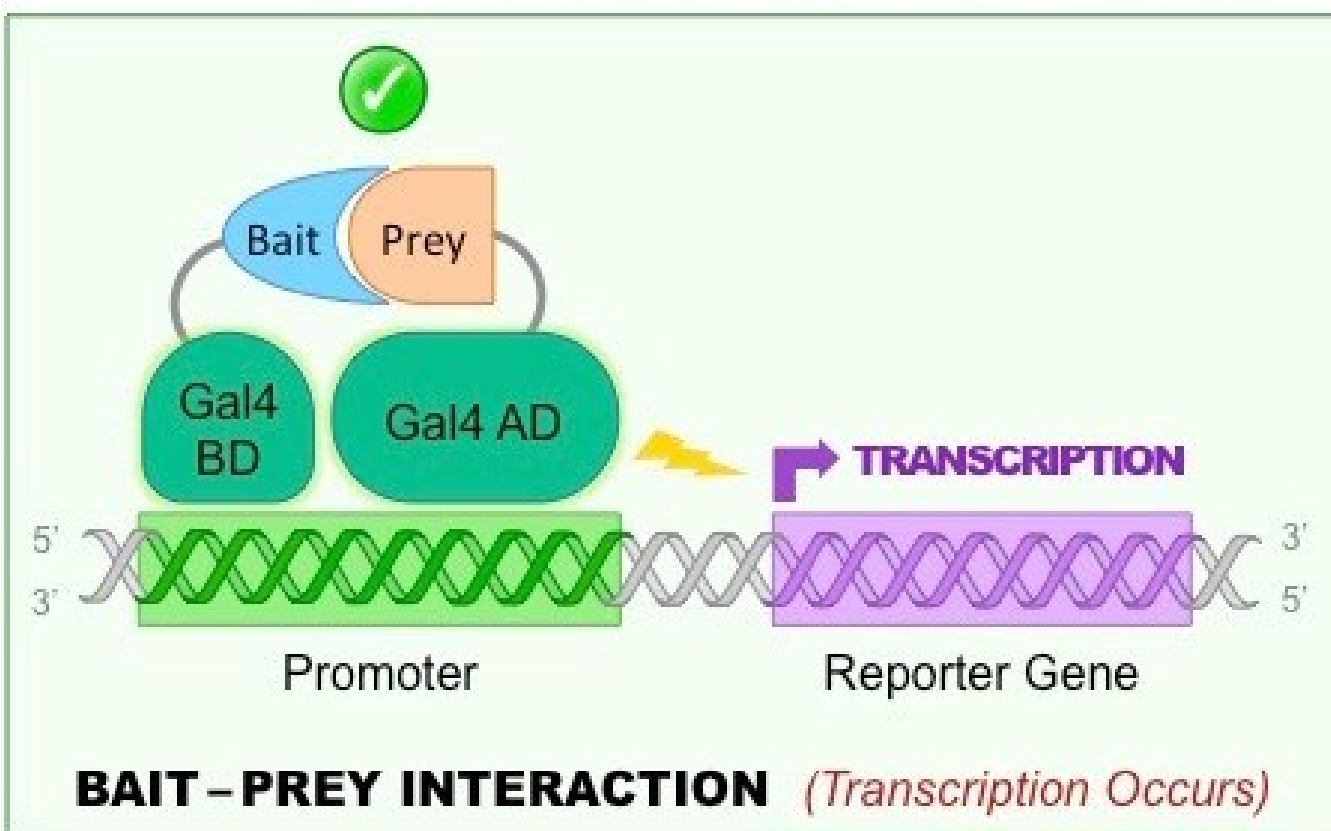 Bait Prey
Gal4
BD
Gal4 AD
TRANSCRIPTION
5’ 3’
3’ 5’
Promoter Reporter Gene
BAIT – PREY INTERACTION (Transcription Occurs)